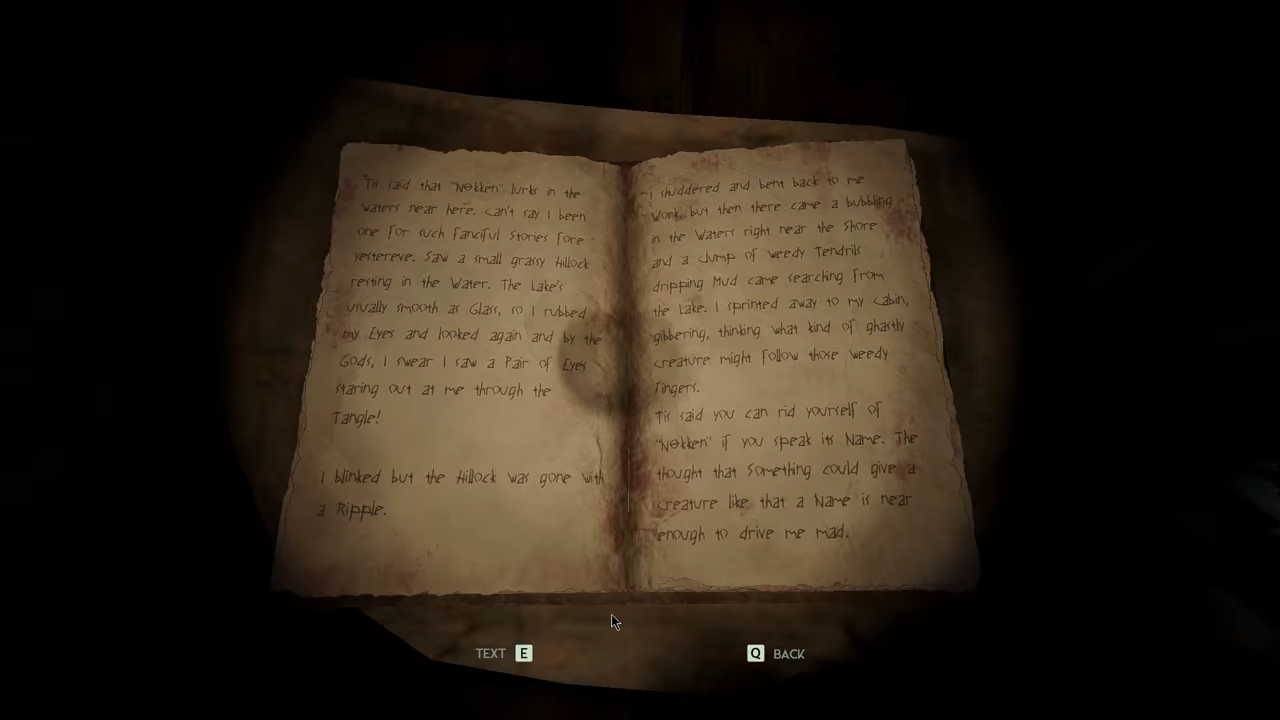 'Tis said that "Nøkken" lurks in the
waters near here. Can't say I been
one for such Fanciful Stories fore
yestereve. Saw a small grassy Hillock
resting in the Water. The Lake's
usually smooth as Glass, so I rubbed
my Eyes and looked again and by the
Gods, I swear I saw a Pair of Eyes
staring out at me through the
Tangle!
I blinked but the Hillock was gone with
a Ripple.
i shuddered and bent back to me
Work, but then there came a bubbling
in the Waters right near the Shore
and a clump of weedy Tendrils
dripping Mud came searching from
the Lake. I sprinted away to my Cabin,
gibbering, thinking what kind of ghastly
creature might follow those weedy
Fingers.
Tis said you can rid yourself of
"Nøkken" if you speak its Name. The
thought that Something could give a
creature like that a Name is near
enough to drive me mad.
TEXT E
Q BACK